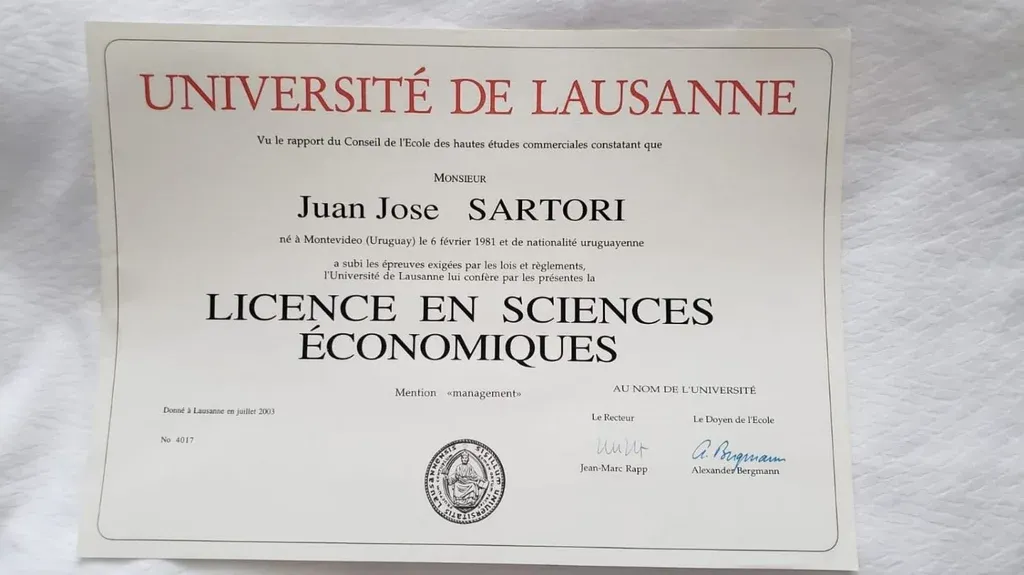 UNIVERSITÉ DE LAUSANNE
Vu le rapport du Conseil de l'Ecole des hautes études commerciales constatant que
MONSIEUR
Juan Jose SARTORI
né à Montevideo (Uruguay) le 6 février 1981 et de nationalité uruguayenne
a subi les épreuves exigées par les lois et règlements,
l'Université de Lausanne lui confère par les présentes la
LICENCE EN SCIENCES
ÉCONOMIQUES
Mention «management»
AU NOM DE L'UNIVERSITÉ
Donné à Lausanne en juillet 2003
Le Recteur
Le Doyen de l'Ecole
No 4017
A. Bergmann
Jean-Marc Rapp
Alexander Bergmann
SIGILLUM UNIVERSITATIS LAUSANNENSIS